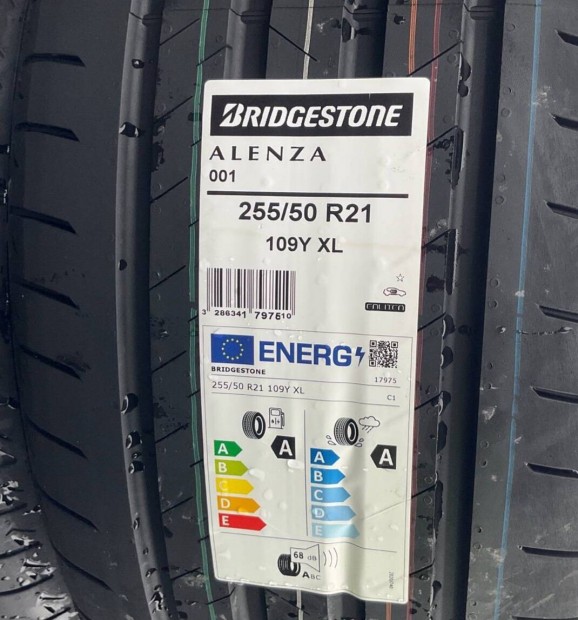 BRIDGESTONE
ALENZA
001
255/50 R21
109Y XL
3 286341 797510
ENERG
BRIDGESTONE
17975
255/50 R21 109Y XL
C1
A
A
A
B
C
D
E
A
B
C
D
E
68 dB
ABC